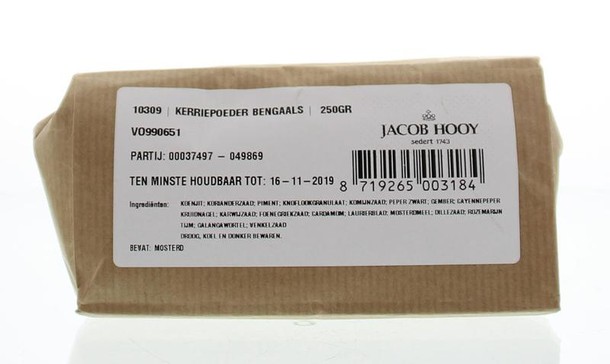 10309 | KERRIEPOEDER BENGAALS | 250GR
VO990651
JACOB HOOY
sedert 1743
PARTIJ: 00037497 - 049869
TEN MINSTE HOUDBAAR TOT: 16-11-2019
8 719265 003184
Ingrediënten: KOENJIT; KORIANDERZAAD; PIMENT; KNOFLOOKGRANULAAT; KOMIJNZAAD; PEPER ZWART; GEMBER; CAYENNEPEPER
KRUIDNAGEL; KARWIJZAAD; FOENEGRIEKZAAD; CARDAMOM; LAURIERBLAD; MOSTERDMEEL; DILLEZAAD; ROZEMARIJN
TIJM; GALANGAWORTEL; VENKELZAAD
DROOG, KOEL EN DONKER BEWAREN.
BEVAT: MOSTERD